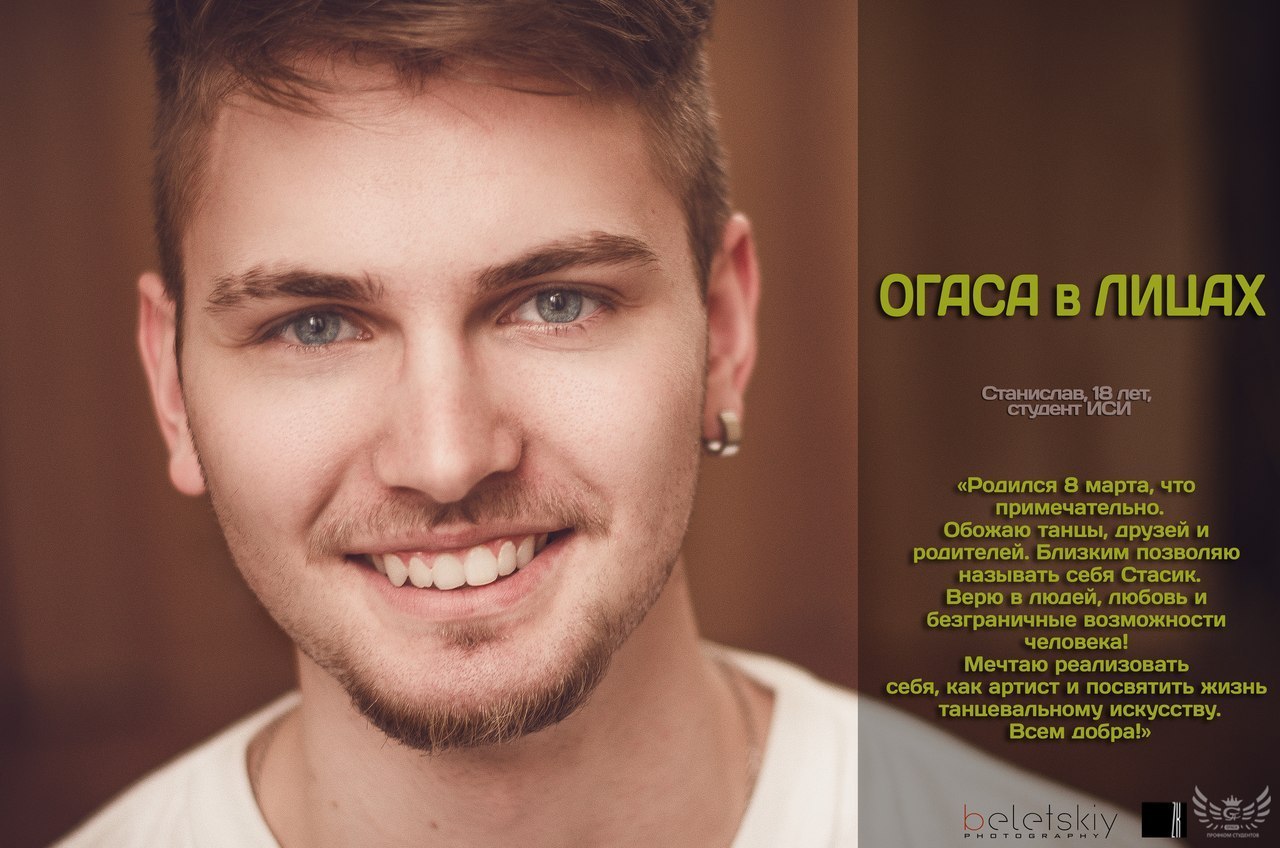 ОГАСА в ЛИЦАХ
Станислав, 18 лет,
студент ИСИ
«Родился 8 марта, что
примечательно.
Обожаю танцы, друзей и
родителей. Близким позволяю
называть себя Стасик.
Верю в людей, любовь и
безграничные возможности
человека!
Мечтаю реализовать
себя, как артист и посвятить жизнь
танцевальному искусству.
Всем добра!»
beletskiy
PHOTOGRAPHY
ПРОФКОМ СТУДЕНТОВ